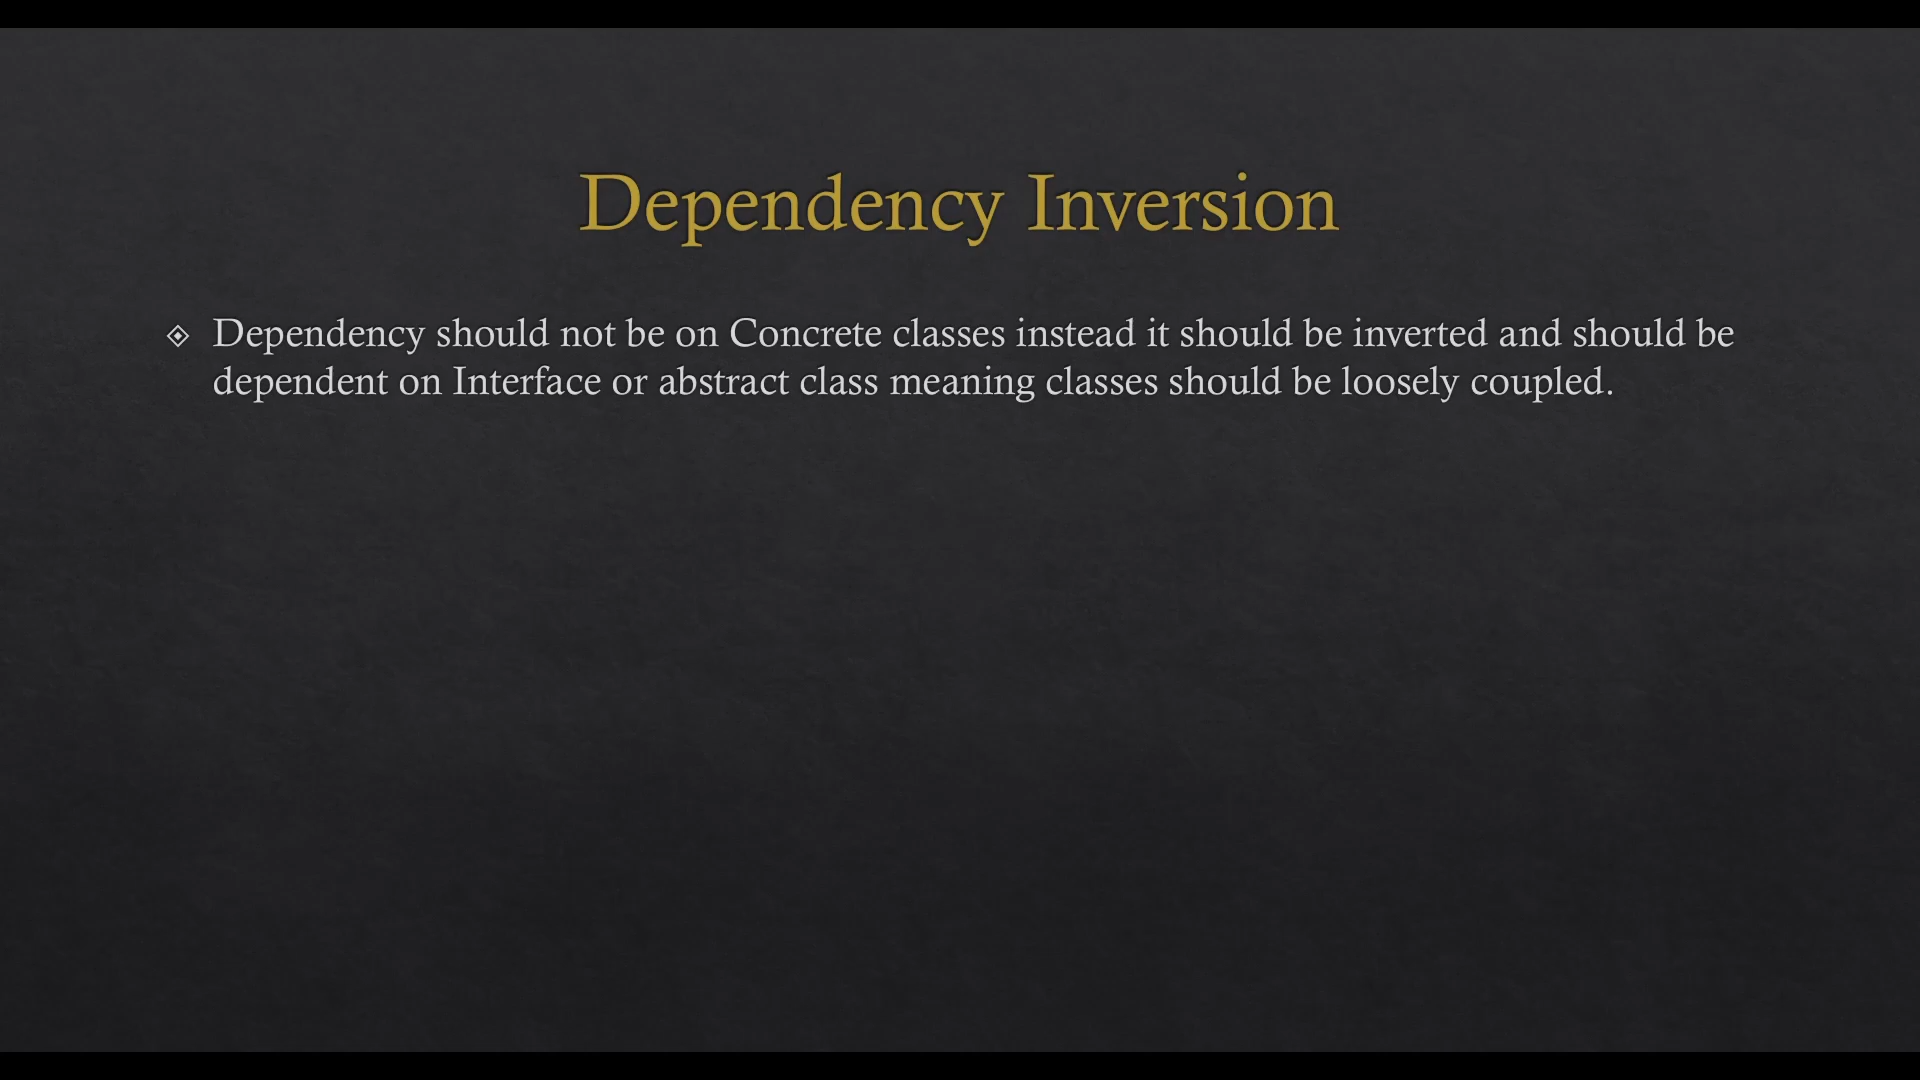 Dependency Inversion
Dependency should not be on Concrete classes instead it should be inverted and should be
dependent on Interface or abstract class meaning classes should be loosely coupled.